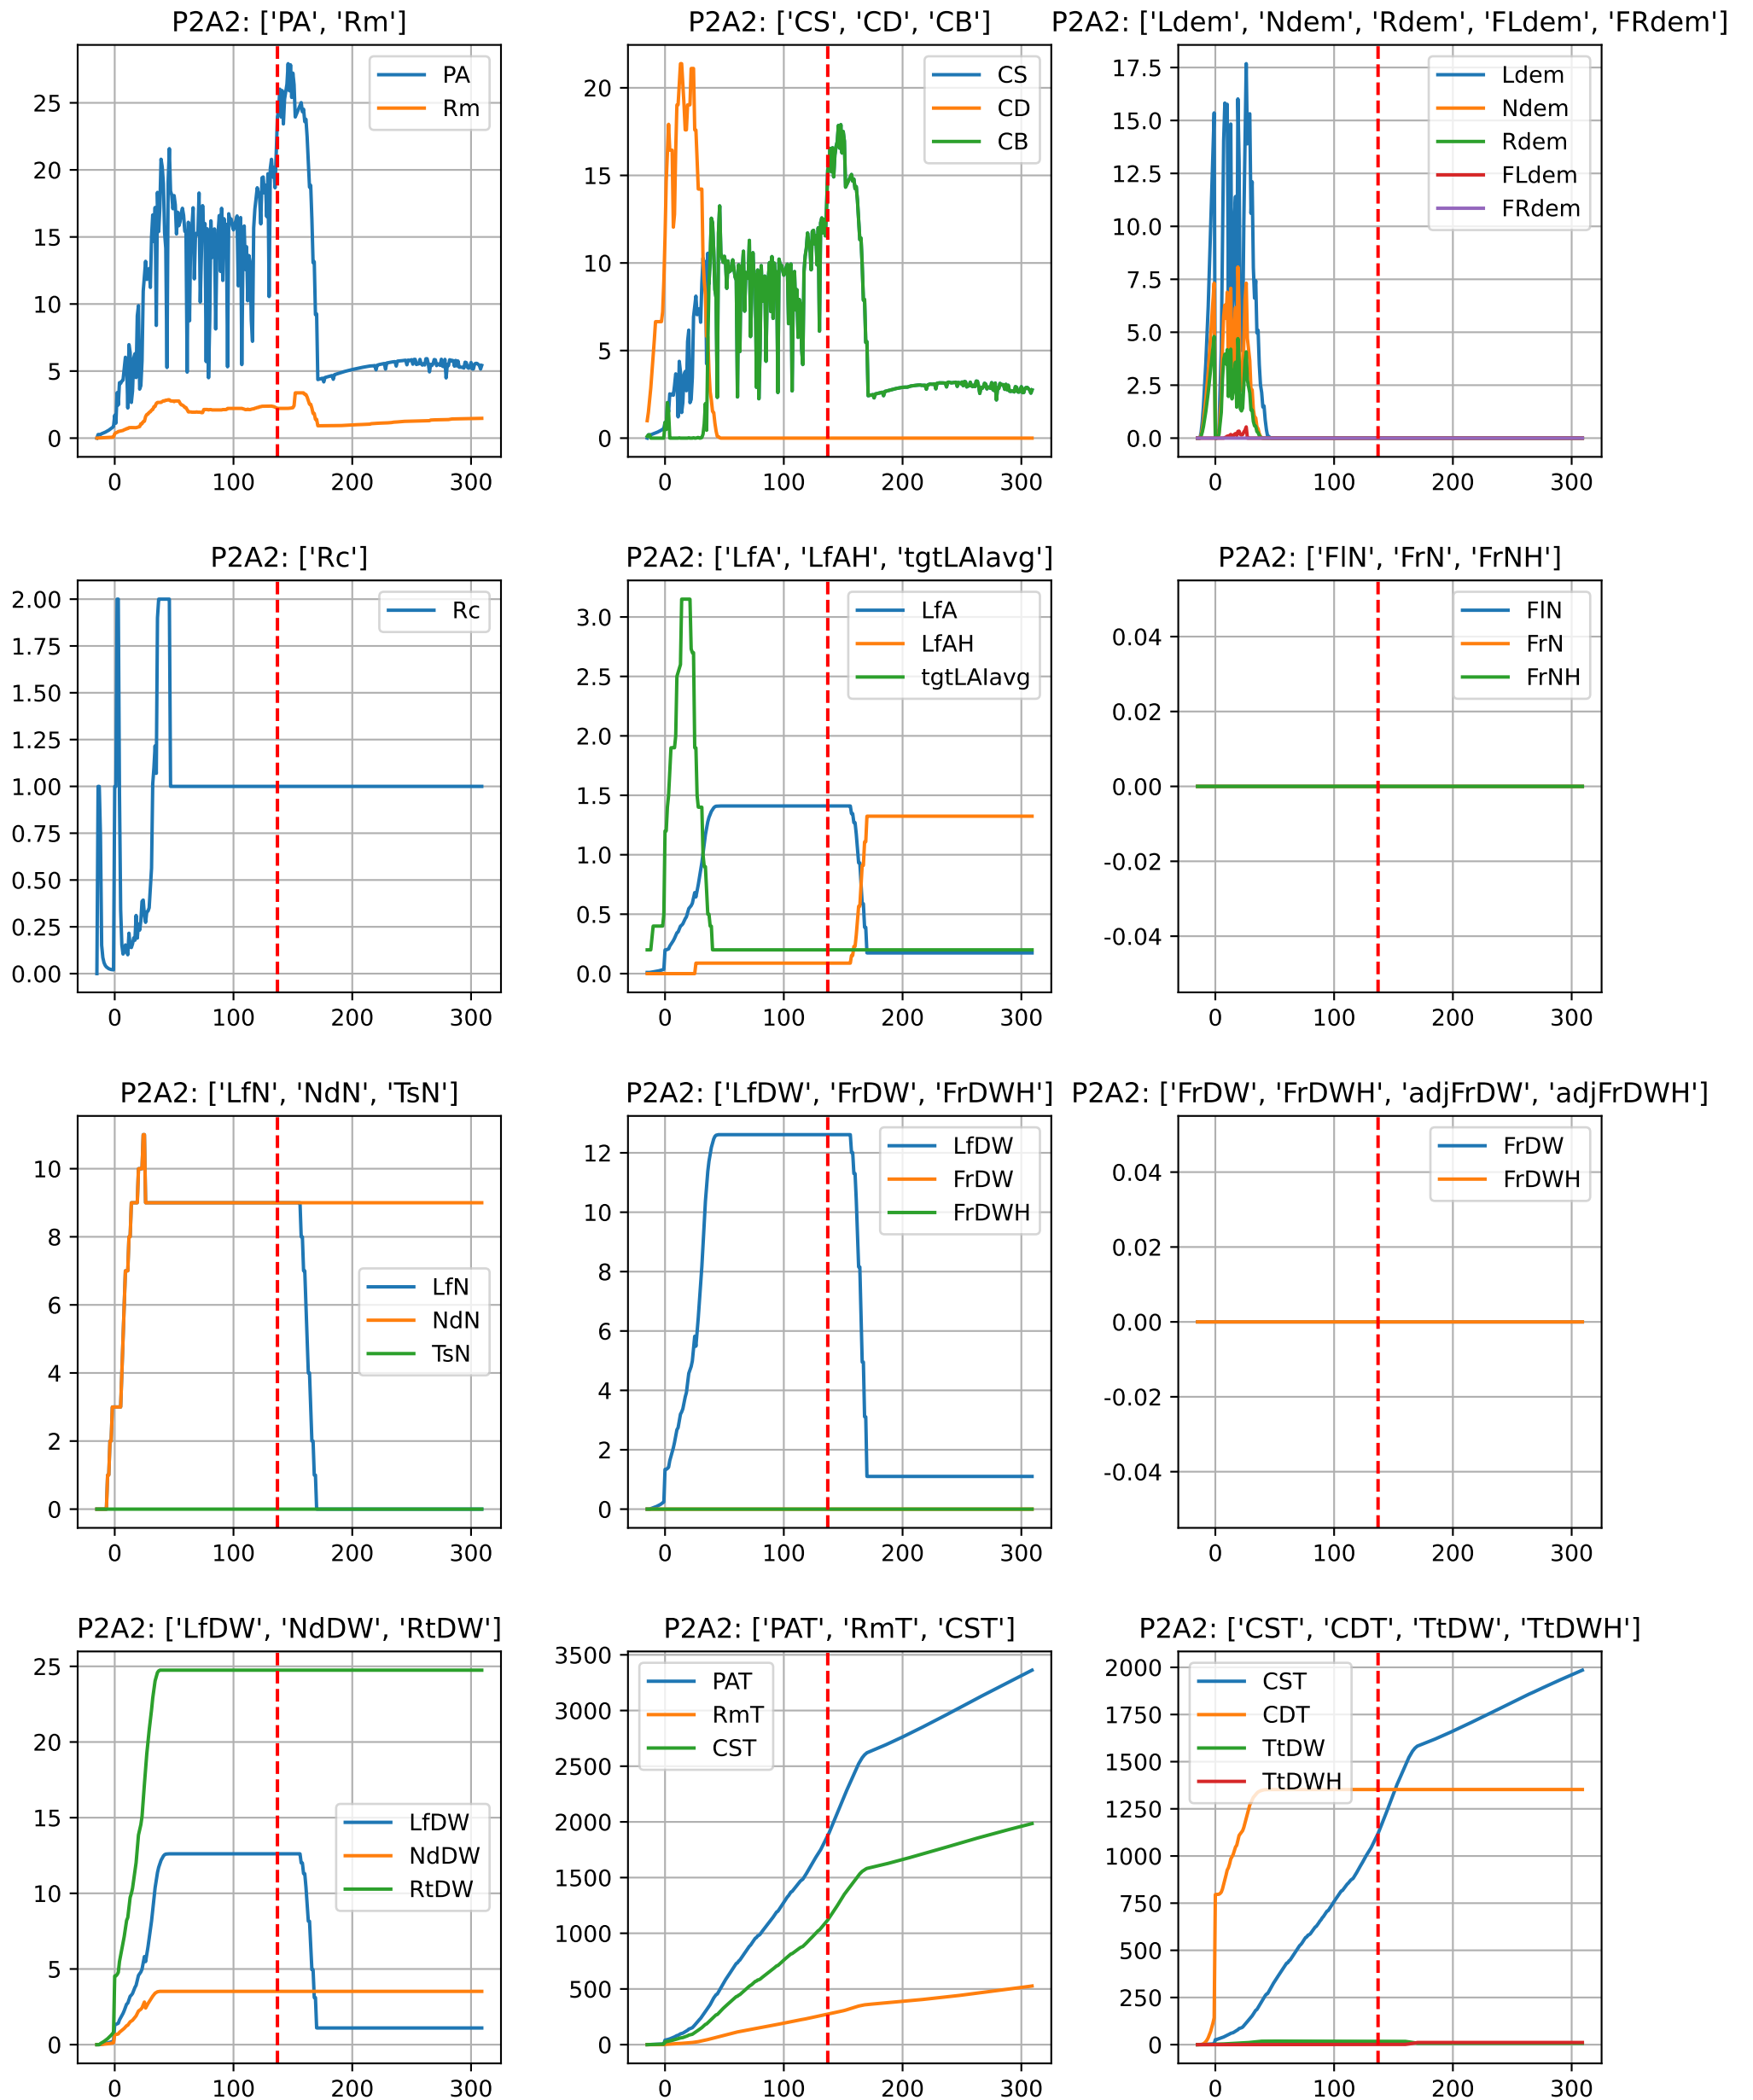 P2A2: ['PA', 'Rm']
25
20
15
10
5
0
0 100 200 300
PA
Rm
P2A2: ['CS', 'CD', 'CB']
20
15
10
5
0
0 100 200 300
CS
CD
CB
P2A2: ['Ldem', 'Ndem', 'Rdem', 'FLdem', 'FRdem']
17.5
15.0
12.5
10.0
7.5
5.0
2.5
0.0
0 100 200 300
Ldem
Ndem
Rdem
FLdem
FRdem
P2A2: ['Rc']
2.00
1.75
1.50
1.25
1.00
0.75
0.50
0.25
0.00
0 100 200 300
Rc
P2A2: ['LfA', 'LfAH', 'tgtLAIavg']
3.0
2.5
2.0
1.5
1.0
0.5
0.0
0 100 200 300
LfA
LfAH
tgtLAIavg
P2A2: ['FlN', 'FrN', 'FrNH']
0.04
0.02
0.00
-0.02
-0.04
0 100 200 300
FlN
FrN
FrNH
P2A2: ['LfN', 'NdN', 'TsN']
10
8
6
4
2
0
0 100 200 300
LfN
NdN
TsN
P2A2: ['LfDW', 'FrDW', 'FrDWH']
12
10
8
6
4
2
0
0 100 200 300
LfDW
FrDW
FrDWH
P2A2: ['FrDW', 'FrDWH', 'adjFrDW', 'adjFrDWH']
0.04
0.02
0.00
-0.02
-0.04
0 100 200 300
FrDW
FrDWH
P2A2: ['LfDW', 'NdDW', 'RtDW']
25
20
15
10
5
0
0 100 200 300
LfDW
NdDW
RtDW
P2A2: ['PAT', 'RmT', 'CST']
3500
3000
2500
2000
1500
1000
500
0
0 100 200 300
PAT
RmT
CST
P2A2: ['CST', 'CDT', 'TtDW', 'TtDWH']
2000
1750
1500
1250
1000
750
500
250
0
0 100 200 300
CST
CDT
TtDW
TtDWH